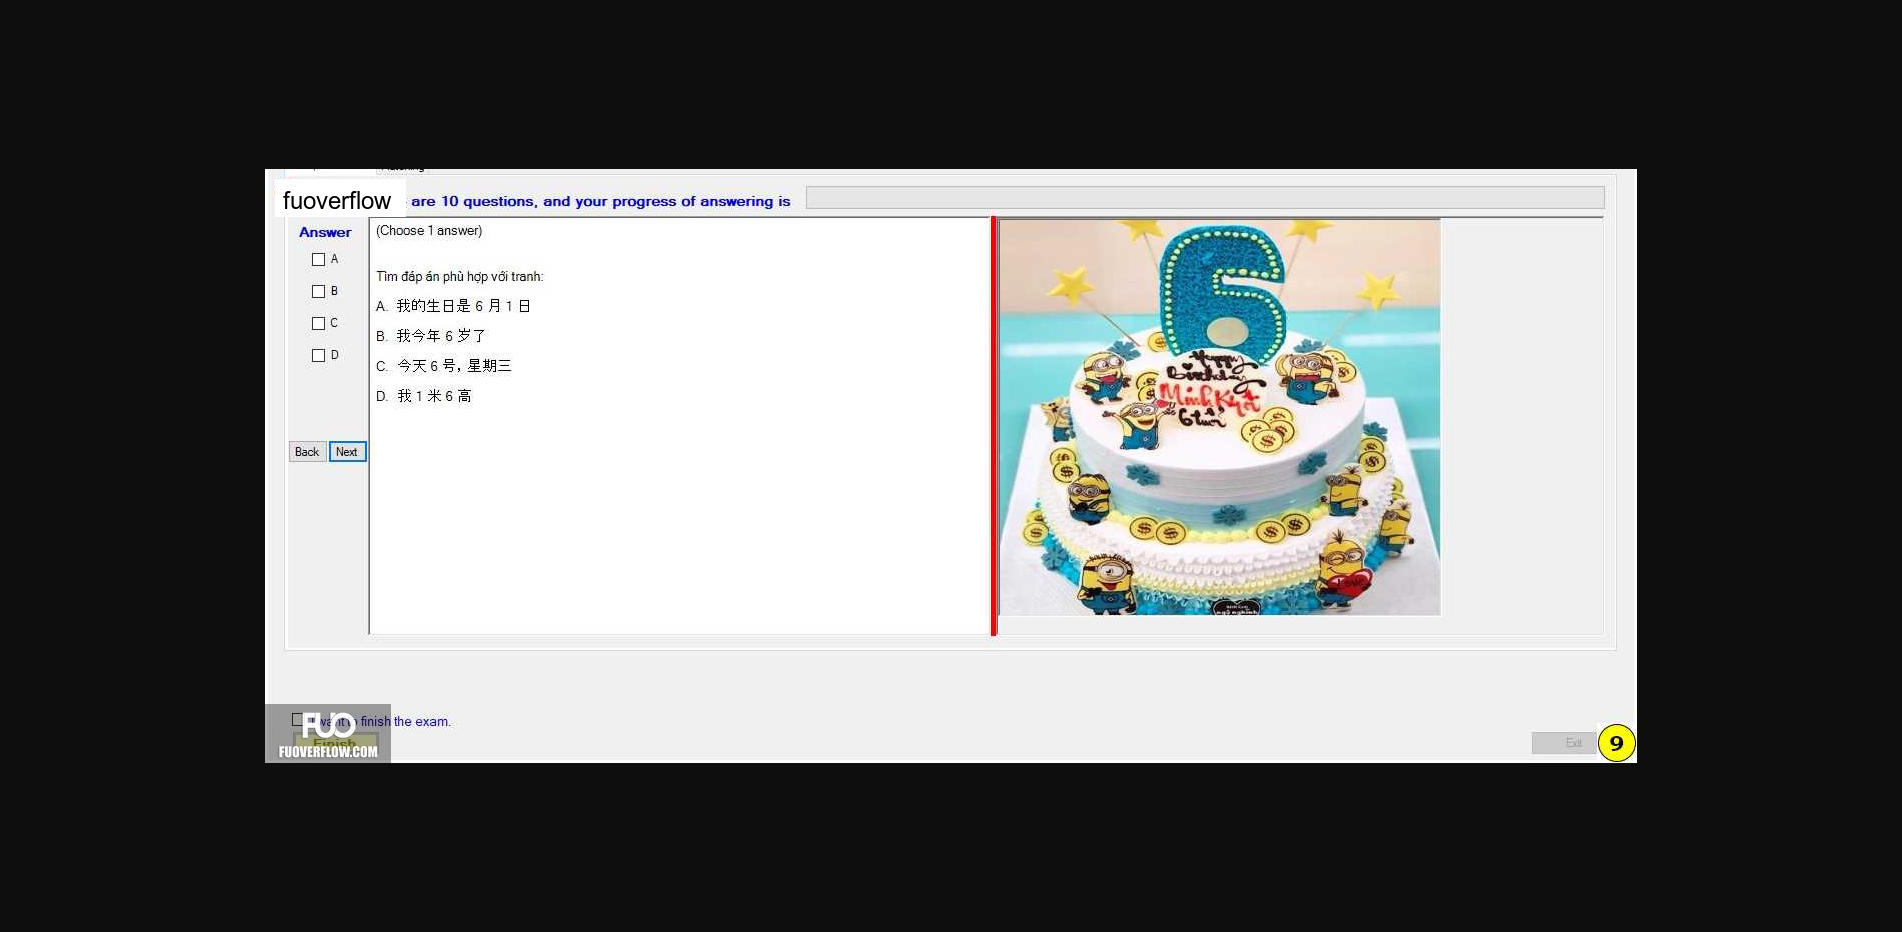 fuoverflow
are 10 questions, and your progress of answering is
Answer
(Choose 1 answer)
A
B
C
D
Tìm đáp án phù hợp với tranh:
A. 我的生日是 6 月 1 日
B. 我今年 6 岁了
C. 今天 6 号, 星期三
D. 我 1 米 6 高
Back
Next
6
Happy
Birthday
Minh
6 tuổi
Love
I want to finish the exam.
Finish
FUO
FUOVERFLOW.COM
Exit
9